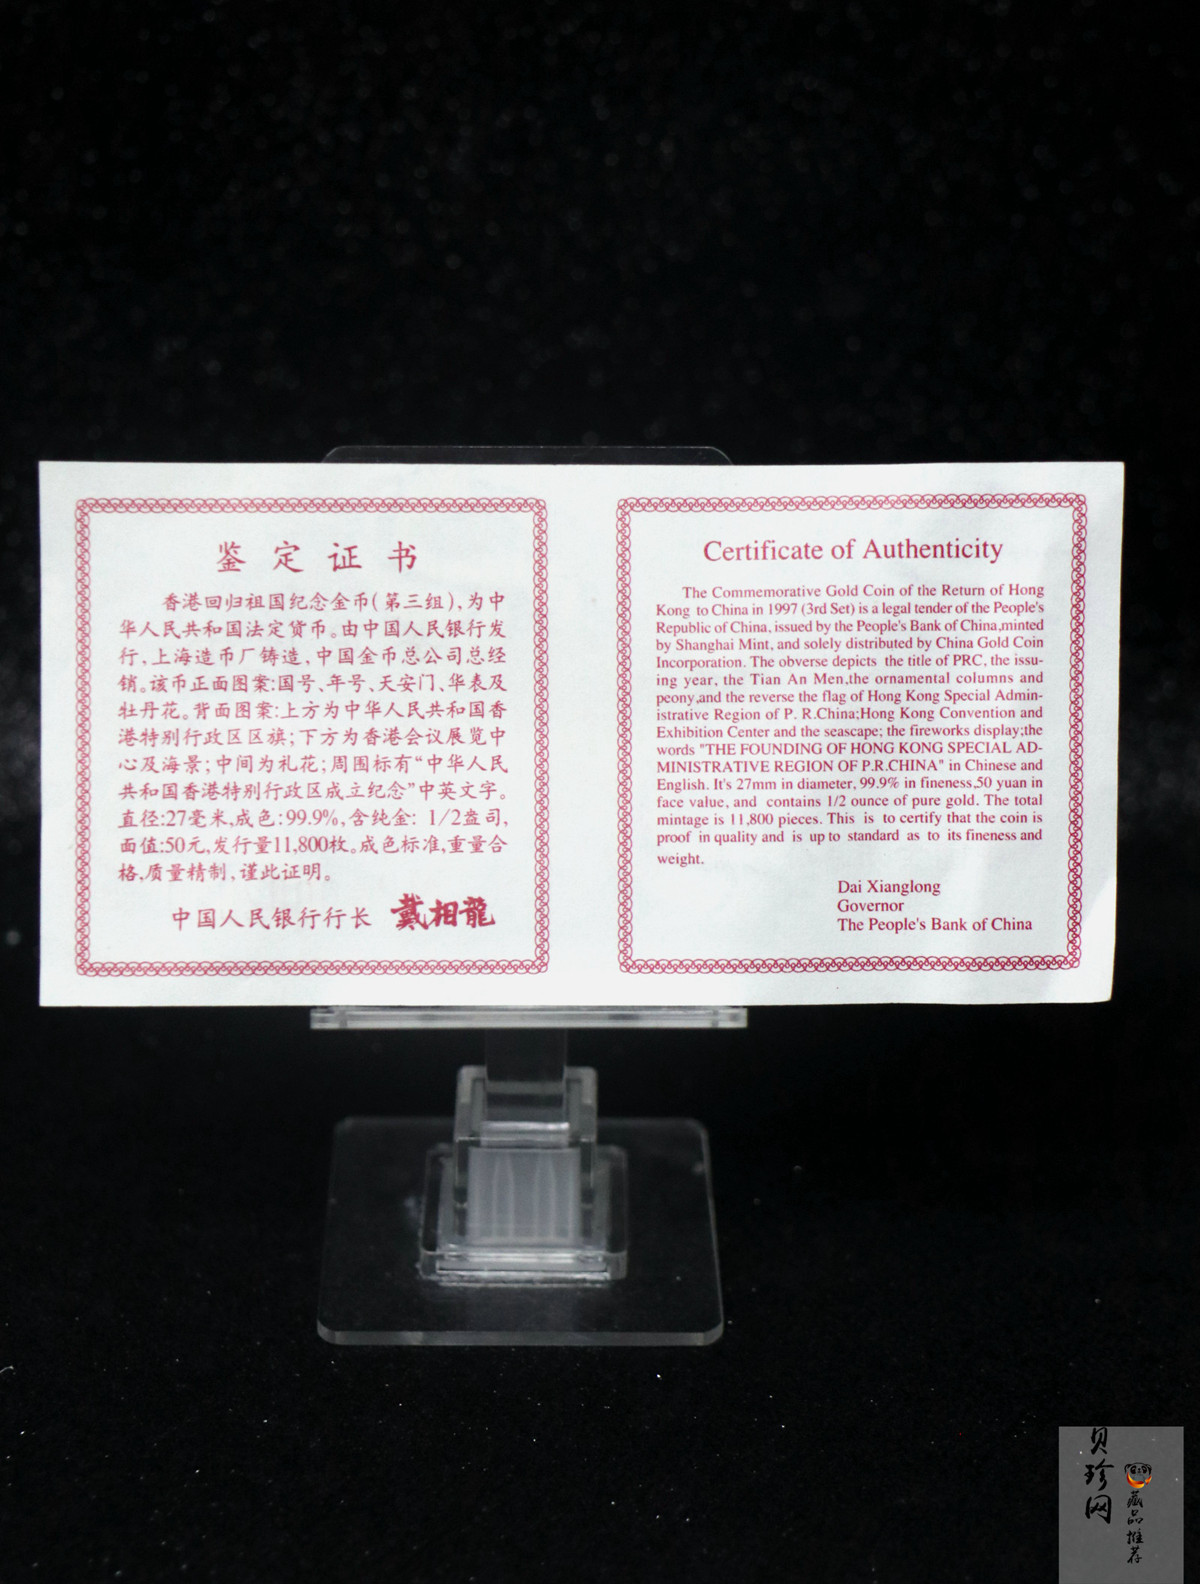 鉴定证书
香港回归祖国纪念金币(第三组),为中
华人民共和国法定货币。由中国人民银行发
行,上海造币厂铸造,中国金币总公司总经
销。该币正面图案:国号、年号、天安门、华表及
牡丹花。背面图案:上方为中华人民共和国香
港特别行政区区旗;下方为香港会议展览中
心及海景;中间为礼花;周围标有“中华人民
共和国香港特别行政区成立纪念”中英文字。
直径:27毫米,成色:99.9%,含纯金: 1/2盎司,
面值:50元,发行量11,800枚。成色标准,重量合
格,质量精制,谨此证明。
中国人民银行行长 戴相龍
Certificate of Authenticity
The Commemorative Gold Coin of the Return of Hong
Kong to China in 1997 (3rd Set) is a legal tender of the People's
Republic of China, issued by the People's Bank of China,minted
by Shanghai Mint, and solely distributed by China Gold Coin
Incorporation. The obverse depicts the title of PRC, the issu-
ing year, the Tian An Men,the ornamental columns and
peony,and the reverse the flag of Hong Kong Special Admin-
istrative Region of P. R.China;Hong Kong Convention and
Exhibition Center and the seascape; the fireworks display;the
words "THE FOUNDING OF HONG KONG SPECIAL AD-
MINISTRATIVE REGION OF P.R.CHINA" in Chinese and
English. It's 27mm in diameter, 99.9% in fineness,50 yuan in
face value, and contains 1/2 ounce of pure gold. The total
mintage is 11,800 pieces. This is to certify that the coin is
proof in quality and is up to standard as to its fineness and
weight.
Dai Xianglong
Governor
The People's Bank of China
贝珍网
藏品推荐